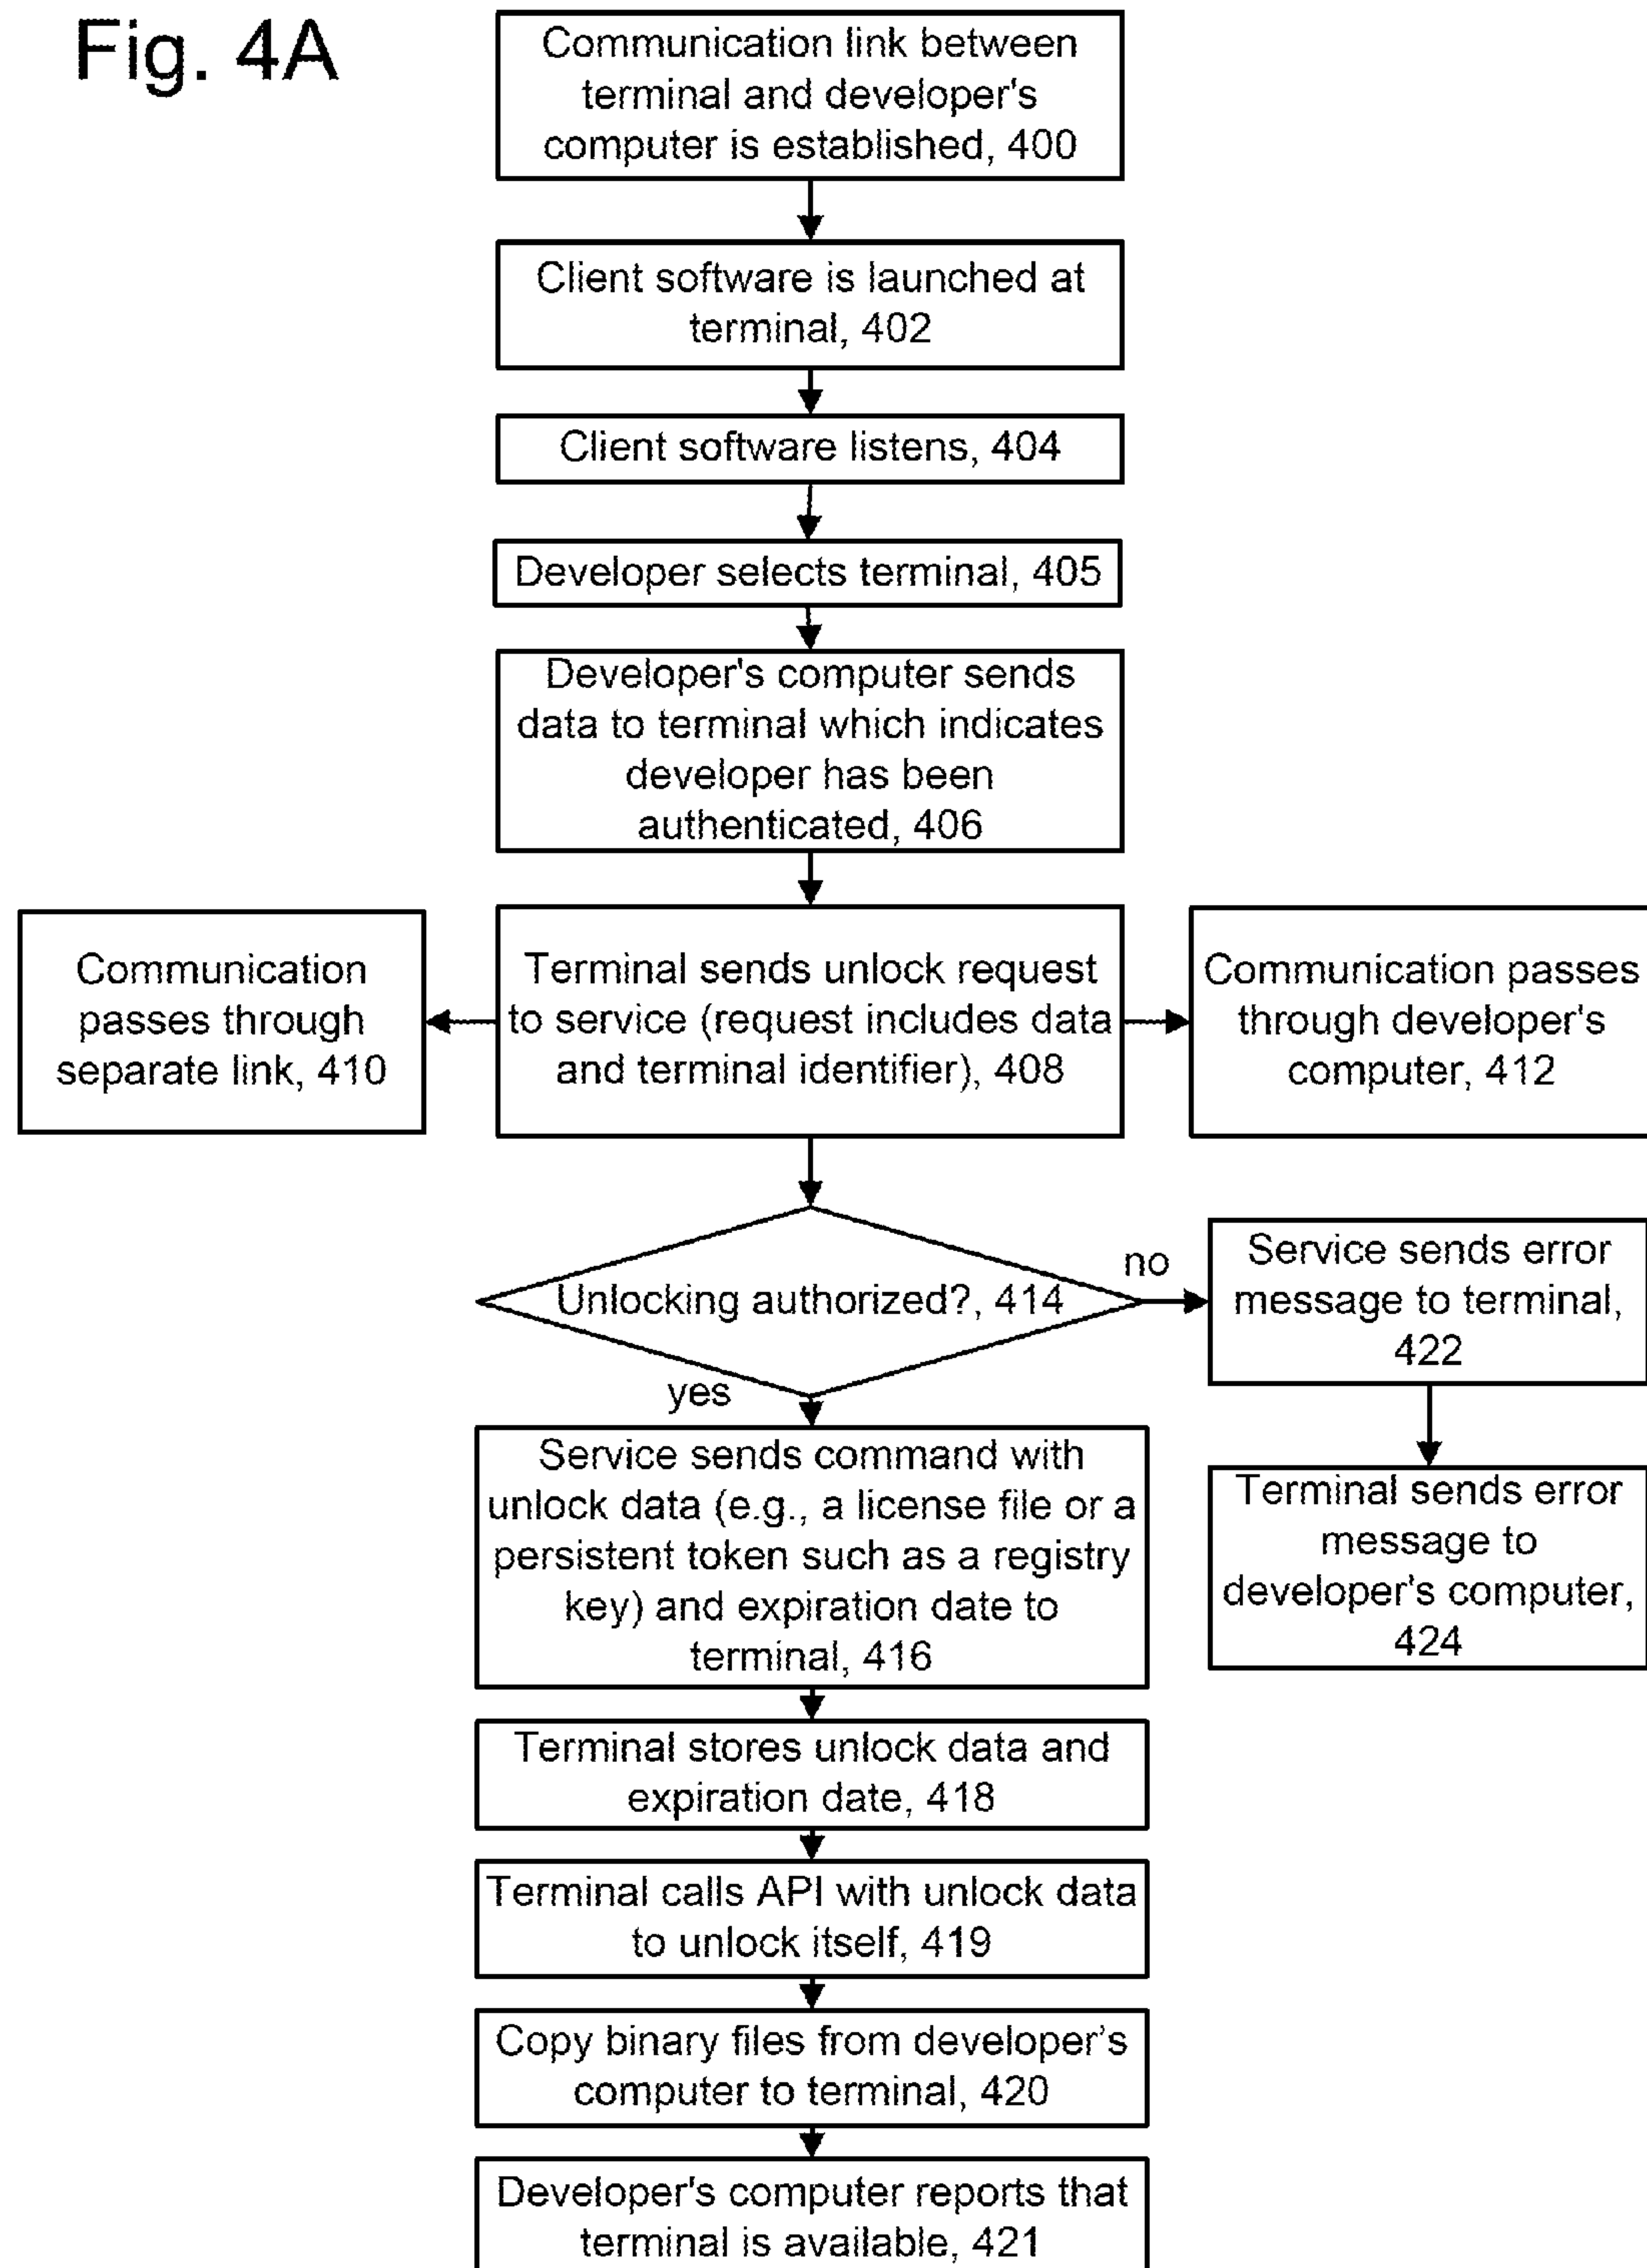 Fig. 4A
Communication link between
terminal and developer's
computer is established, 400
Client software is launched at
terminal, 402
Client software listens, 404
Developer selects terminal, 405
Developer's computer sends
data to terminal which indicates
developer has been
authenticated, 406
Communication
passes through
separate link, 410
Terminal sends unlock request
to service (request includes data
and terminal identifier), 408
Communication passes
through developer's
computer, 412
Unlocking authorized?, 414
no
Service sends error
message to terminal,
422
yes
Service sends command with
unlock data (e.g., a license file or a
persistent token such as a registry
key) and expiration date to
terminal, 416
Terminal sends error
message to
developer's computer,
424
Terminal stores unlock data and
expiration date, 418
Terminal calls API with unlock data
to unlock itself, 419
Copy binary files from developer’s
computer to terminal, 420
Developer's computer reports that
terminal is available, 421